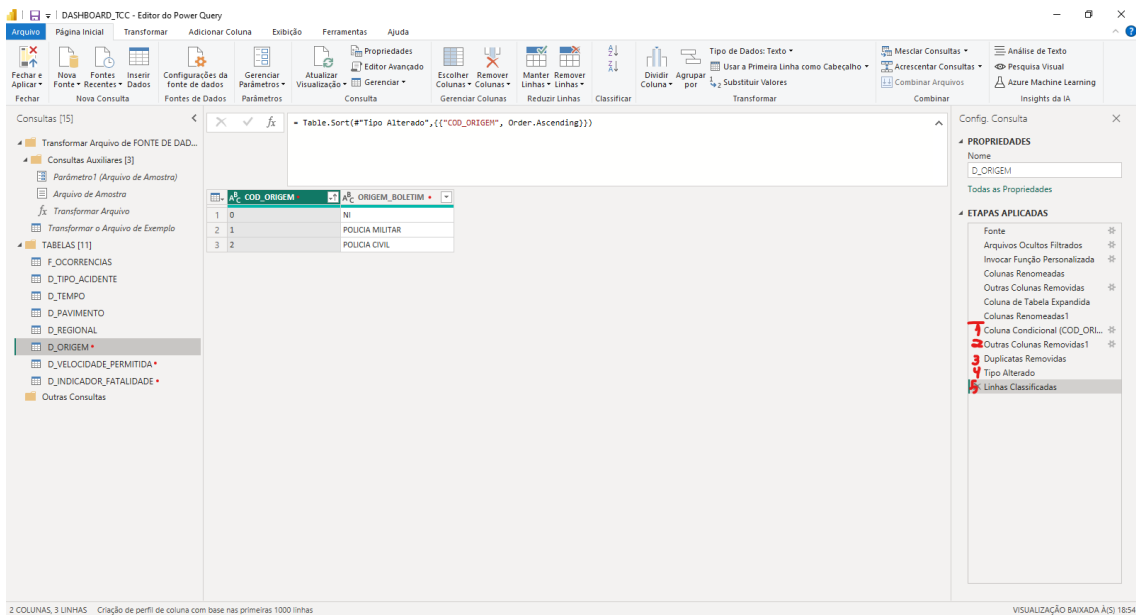 DASHBOARD_TCC - Editor do Power Query
Arquivo Página Inicial Transformar Adicionar Coluna Exibição Ferramentas Ajuda
Fechar e Aplicar
Nova Fonte
Fontes Recentes
Inserir Dados
Configurações da fonte de dados
Gerenciar Parâmetros
Atualizar Visualização
Propriedades
Editor Avançado
Gerenciar
Escolher Colunas
Remover Colunas
Manter Linhas
Remover Linhas
Dividir Coluna
Agrupar por
Tipo de Dados: Texto
Usar a Primeira Linha como Cabeçalho
1 2 Substituir Valores
Mesclar Consultas
Acrescentar Consultas
Combinar Arquivos
Análise de Texto
Pesquisa Visual
Azure Machine Learning
Fechar Nova Consulta Fontes de Dados Parâmetros Consulta Gerenciar Colunas Reduzir Linhas Classificar Transformar Combinar Insights da IA
Consultas [15]
Transformar Arquivo de FONTE DE DAD...
Consultas Auxiliares [3]
Parâmetro1 (Arquivo de Amostra)
Arquivo de Amostra
fx Transformar Arquivo
Transformar o Arquivo de Exemplo
TABELAS [11]
F_OCORRENCIAS
D_TIPO_ACIDENTE
D_TEMPO
D_PAVIMENTO
D_REGIONAL
D_ORIGEM
D_VELOCIDADE_PERMITIDA
D_INDICADOR_FATALIDADE
Outras Consultas
fx = Table.Sort(#"Tipo Alterado",{{"COD_ORIGEM", Order.Ascending}})
ABC COD_ORIGEM ABC ORIGEM_BOLETIM
1 0 NI
2 1 POLICIA MILITAR
3 2 POLICIA CIVIL
Config. Consulta
PROPRIEDADES
Nome
D_ORIGEM
Todas as Propriedades
ETAPAS APLICADAS
Fonte
Arquivos Ocultos Filtrados
Invocar Função Personalizada
Colunas Renomeadas
Outras Colunas Removidas
Coluna de Tabela Expandida
Colunas Renomeadas1
1 Coluna Condicional (COD_ORI...
2 Outras Colunas Removidas1
3 Duplicatas Removidas
4 Tipo Alterado
5 Linhas Classificadas
2 COLUNAS, 3 LINHAS Criação de perfil de coluna com base nas primeiras 1000 linhas
VISUALIZAÇÃO BAIXADA À(S) 18:54